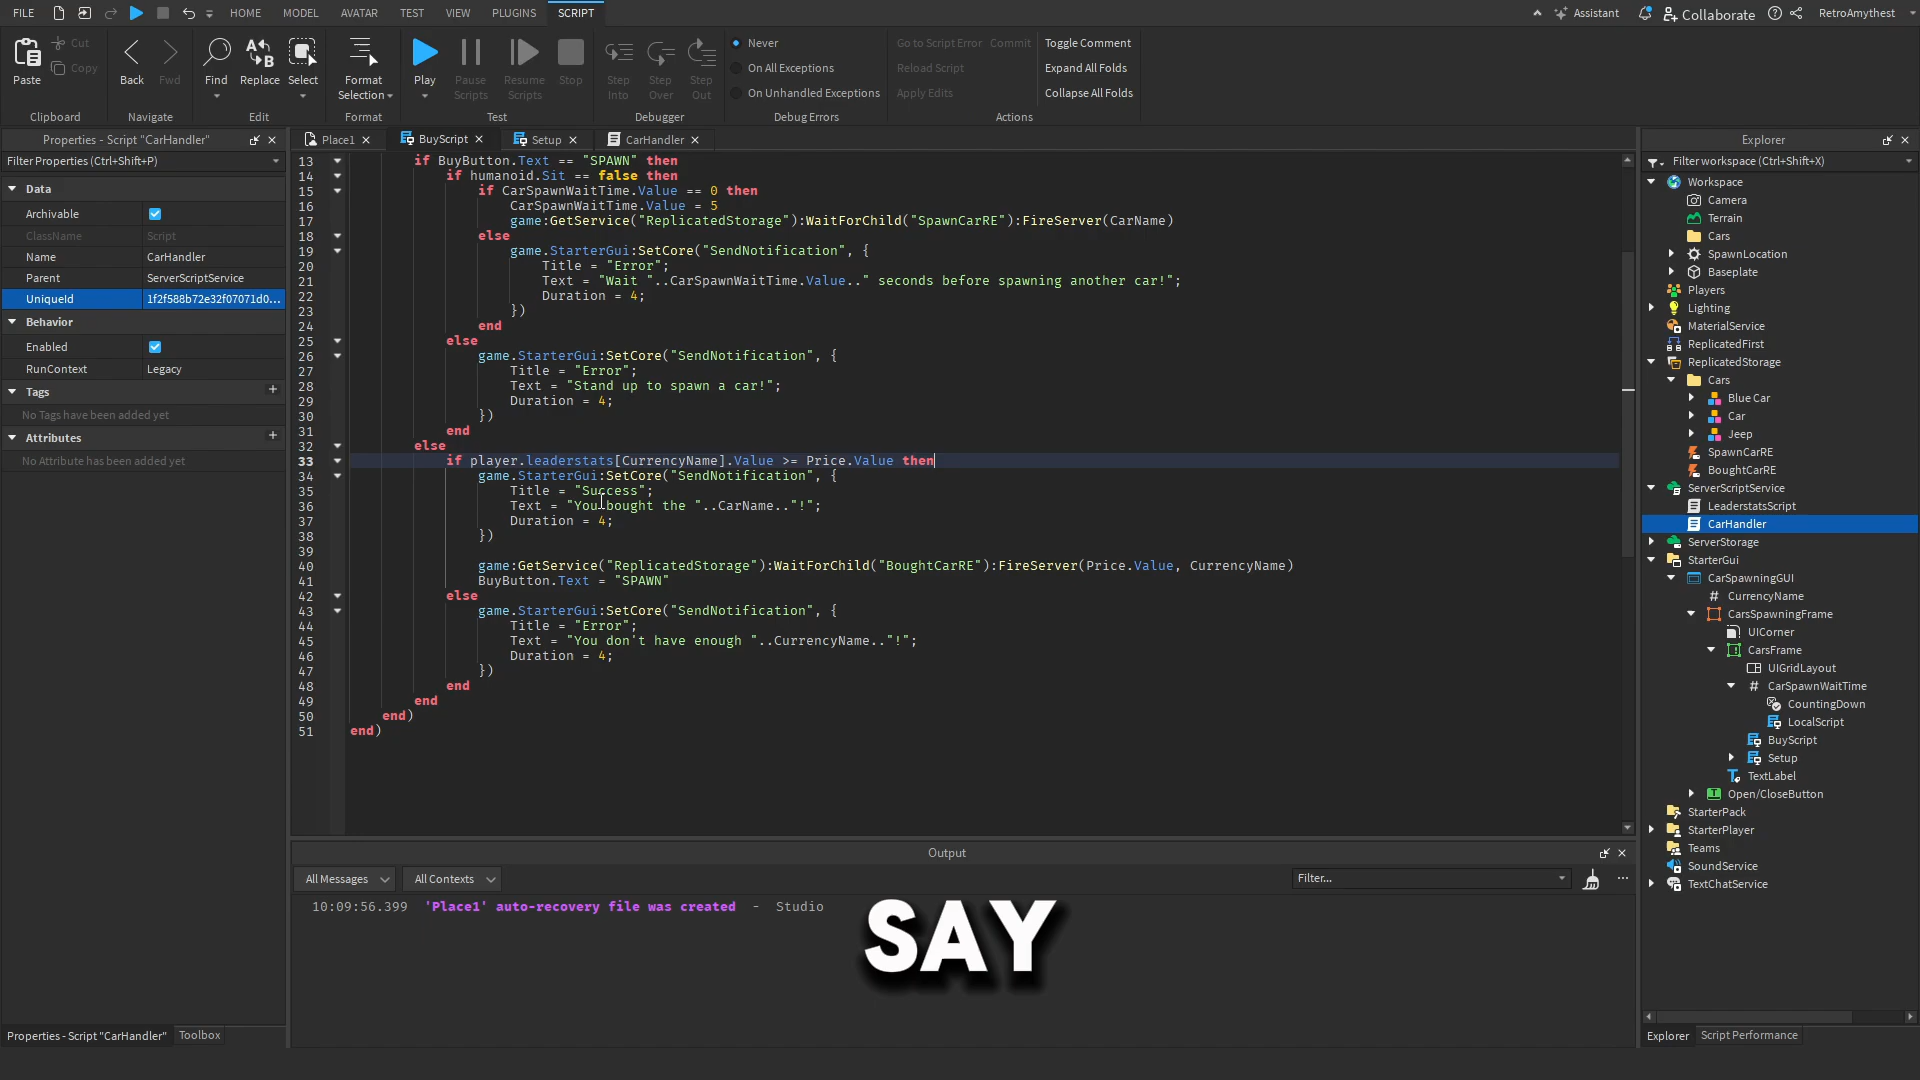 FILE HOME MODEL AVATAR TEST VIEW PLUGINS SCRIPT Assistant Collaborate RetroAmythest
Paste Cut Copy
Back Fwd
Find Replace Select
Format Selection
Play Pause Scripts Resume Scripts Stop
Step Into Step Over Step Out
Never
On All Exceptions
On Unhandled Exceptions
Go to Script Error Commit
Reload Script
Apply Edits
Toggle Comment
Expand All Folds
Collapse All Folds
Clipboard Navigate Edit Format Test Debugger Debug Errors Actions
Properties - Script "CarHandler"
Filter Properties (Ctrl+Shift+P)
Data
Archivable
ClassName Script
Name CarHandler
Parent ServerScriptService
UniqueId 1f2f588b72e32f07071d0...
Behavior
Enabled
RunContext Legacy
Tags
No Tags have been added yet
Attributes
No Attribute has been added yet
Properties - Script "CarHandler" Toolbox
Place1 BuyScript Setup CarHandler
13 if BuyButton.Text == "SPAWN" then
14 if humanoid.Sit == false then
15 if CarSpawnWaitTime.Value == 0 then
16 CarSpawnWaitTime.Value = 5
17 game:GetService("ReplicatedStorage"):WaitForChild("SpawnCarRE"):FireServer(CarName)
18 else
19 game.StarterGui:SetCore("SendNotification", {
20 Title = "Error";
21 Text = "Wait "..CarSpawnWaitTime.Value.." seconds before spawning another car!";
22 Duration = 4;
23 })
24 end
25 else
26 game.StarterGui:SetCore("SendNotification", {
27 Title = "Error";
28 Text = "Stand up to spawn a car!";
29 Duration = 4;
30 })
31 end
32 else
33 if player.leaderstats[CurrencyName].Value >= Price.Value then
34 game.StarterGui:SetCore("SendNotification", {
35 Title = "Success";
36 Text = "You bought the "..CarName.."!";
37 Duration = 4;
38 })
39
40 game:GetService("ReplicatedStorage"):WaitForChild("BoughtCarRE"):FireServer(Price.Value, CurrencyName)
41 BuyButton.Text = "SPAWN"
42 else
43 game.StarterGui:SetCore("SendNotification", {
44 Title = "Error";
45 Text = "You don't have enough "..CurrencyName.."!";
46 Duration = 4;
47 })
48 end
49 end
50 end)
51 end)
Output
All Messages All Contexts Filter...
10:09:56.399 'Place1' auto-recovery file was created - Studio
SAY
Explorer
Filter workspace (Ctrl+Shift+X)
Workspace
Camera
Terrain
Cars
SpawnLocation
Baseplate
Players
Lighting
MaterialService
ReplicatedFirst
ReplicatedStorage
Cars
Blue Car
Car
Jeep
SpawnCarRE
BoughtCarRE
ServerScriptService
LeaderstatsScript
CarHandler
ServerStorage
StarterGui
CarSpawningGUI
CurrencyName
CarsSpawningFrame
UICorner
CarsFrame
UIGridLayout
CarSpawnWaitTime
CountingDown
LocalScript
BuyScript
Setup
TextLabel
Open/CloseButton
StarterPack
StarterPlayer
Teams
SoundService
TextChatService
Explorer Script Performance